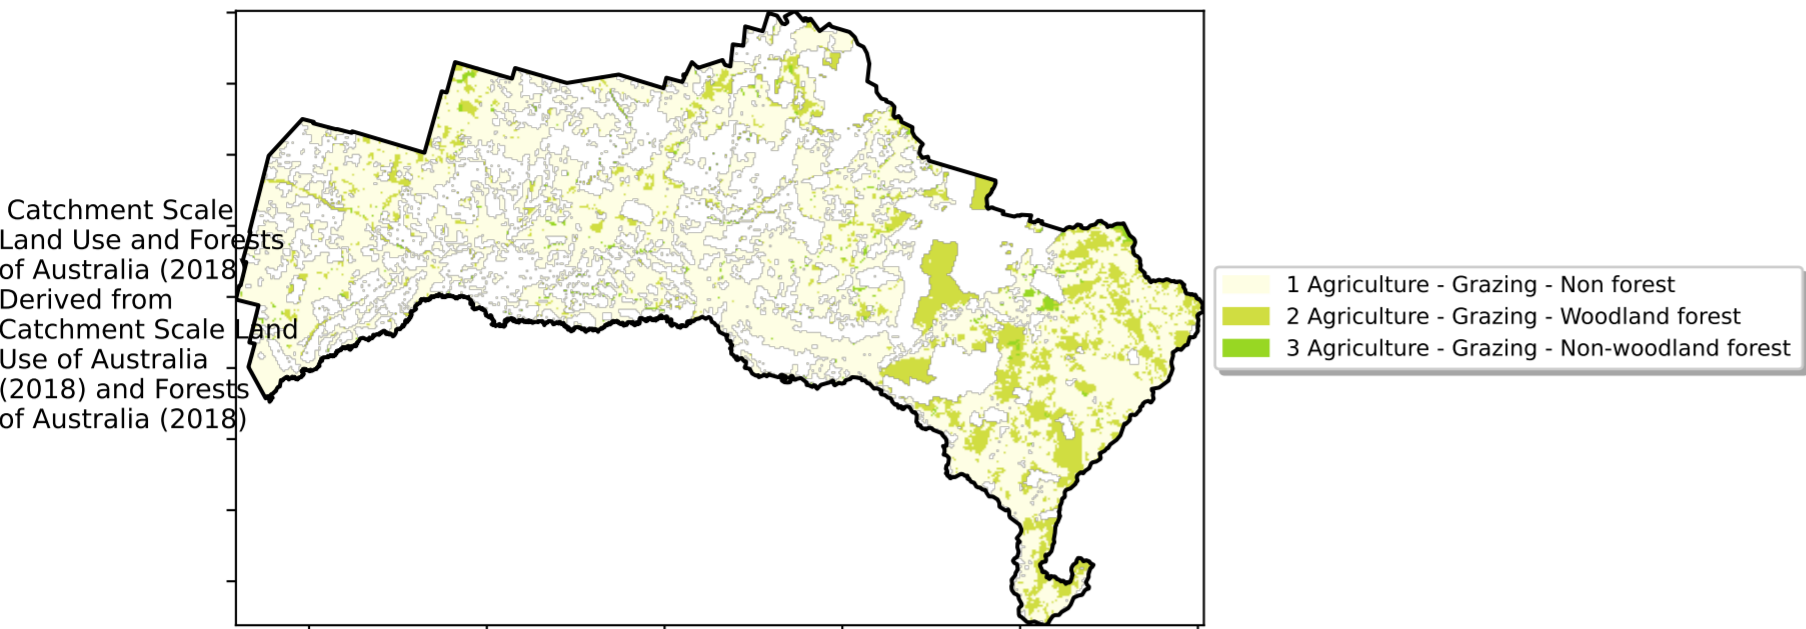 Catchment Scale
Land Use and Forests
of Australia (2018)
Derived from
Catchment Scale Land
Use of Australia
(2018) and Forests
of Australia (2018)
1 Agriculture - Grazing - Non forest
2 Agriculture - Grazing - Woodland forest
3 Agriculture - Grazing - Non-woodland forest